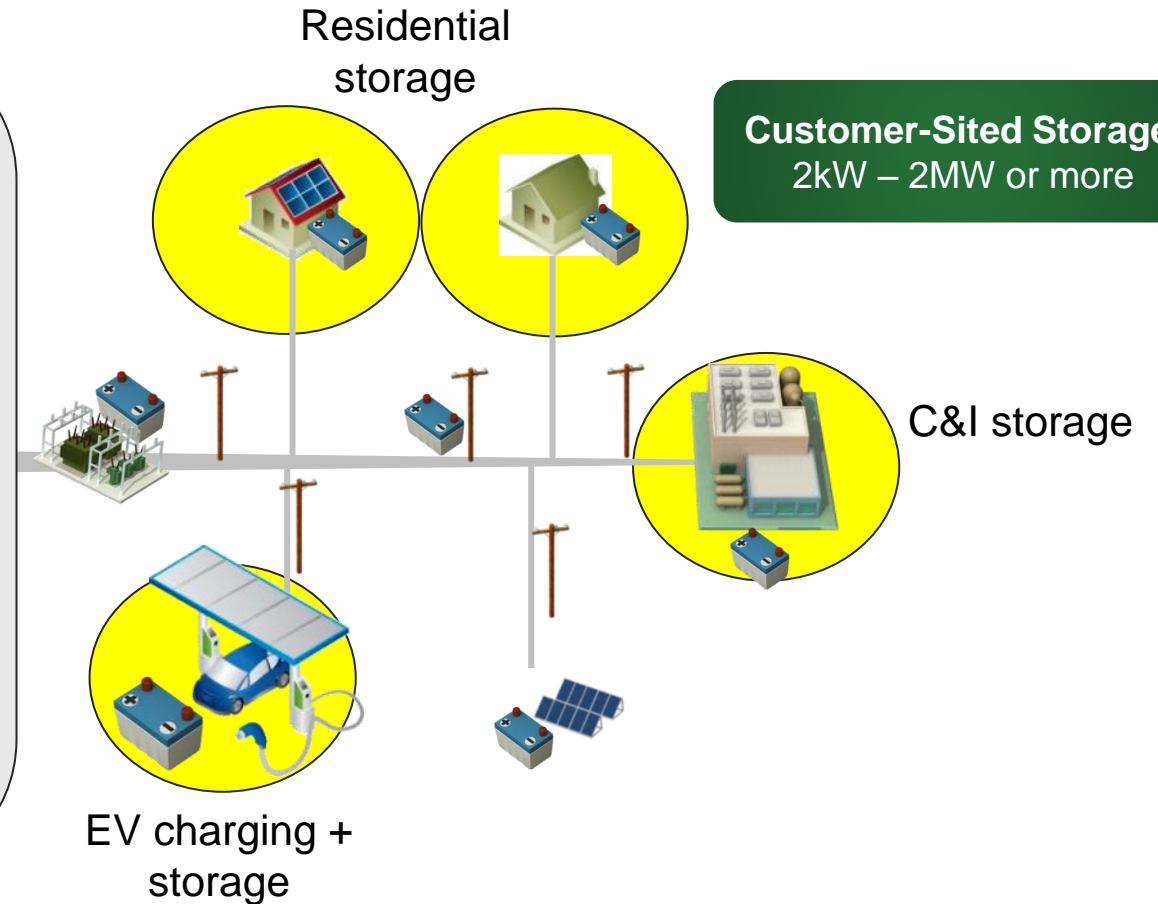 Residential
storage
Customer-Sited Storage
2kW – 2MW or more
C&I storage
EV charging +
storage